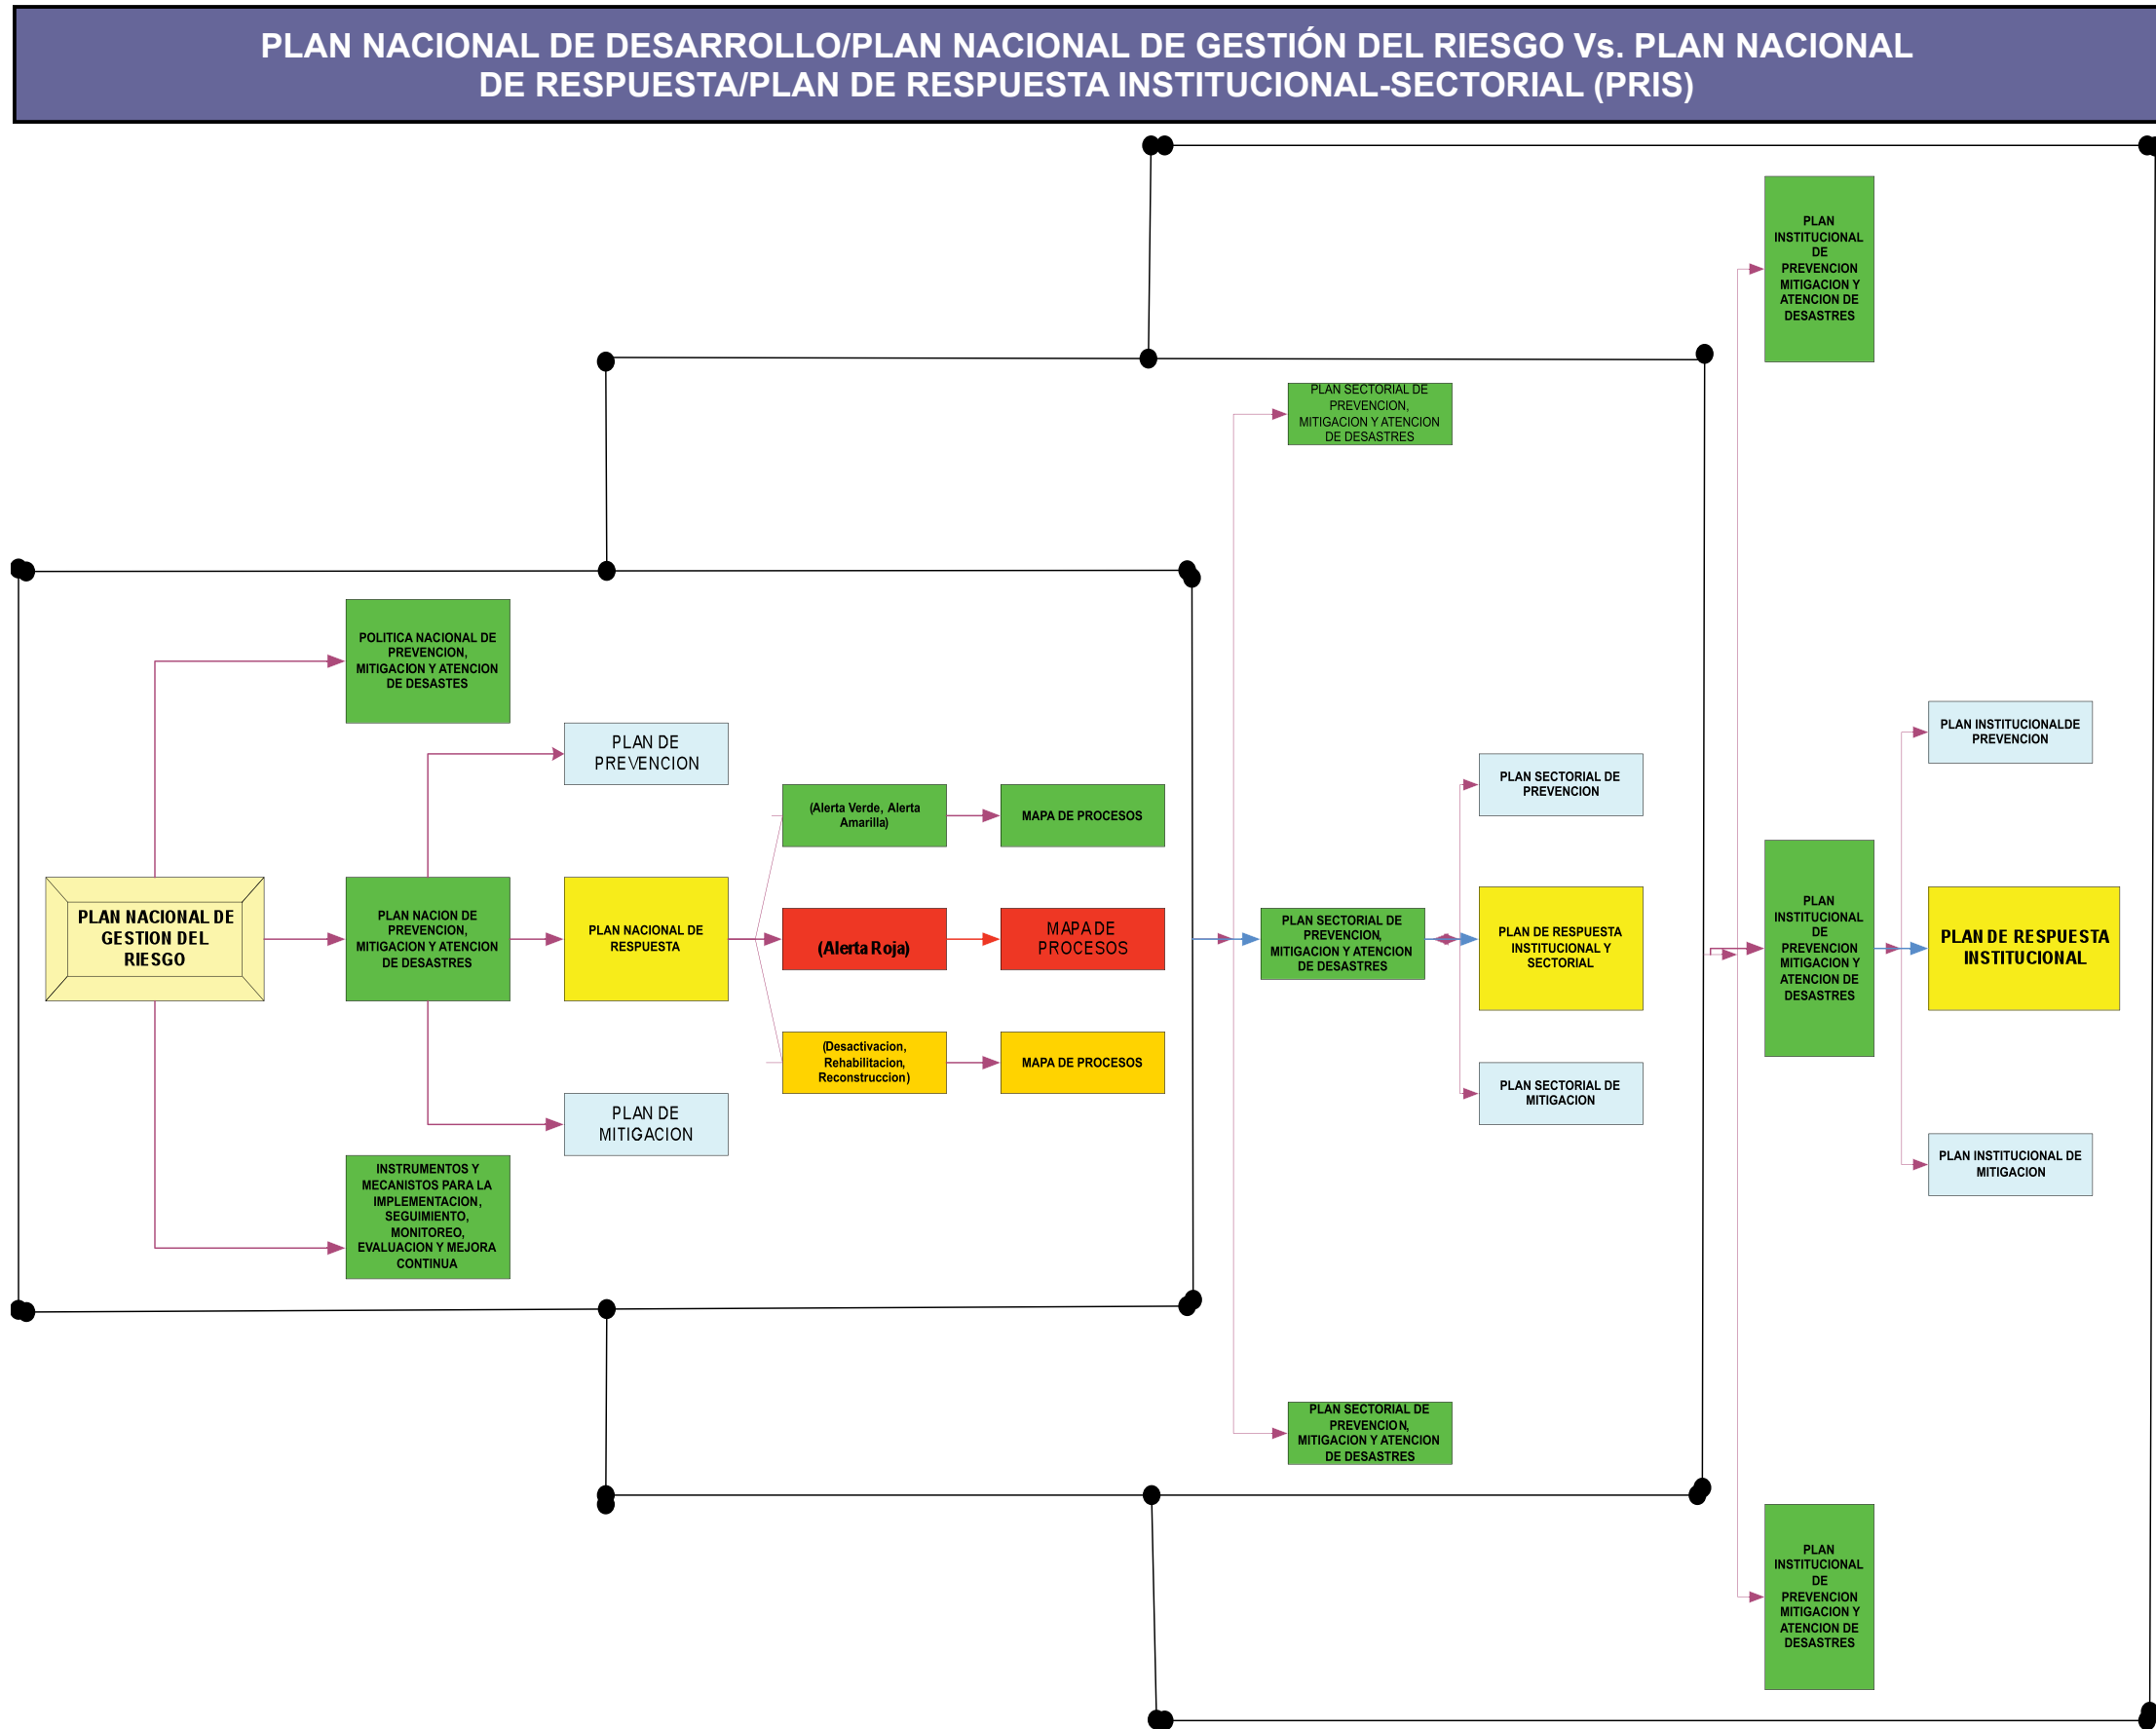 PLAN NACIONAL DE DESARROLLO/PLAN NACIONAL DE GESTIÓN DEL RIESGO Vs. PLAN NACIONAL
DE RESPUESTA/PLAN DE RESPUESTA INSTITUCIONAL-SECTORIAL (PRIS)
PLAN NACIONAL DE
GESTION DEL
RIESGO
POLITICA NACIONAL DE
PREVENCION,
MITIGACION Y ATENCION
DE DESASTES
PLAN NACION DE
PREVENCION,
MITIGACION Y ATENCION
DE DESASTRES
INSTRUMENTOS Y
MECANISTOS PARA LA
IMPLEMENTACION,
SEGUIMIENTO,
MONITOREO,
EVALUACION Y MEJORA
CONTINUA
PLAN DE
PREVENCION
PLAN NACIONAL DE
RESPUESTA
PLAN DE
MITIGACION
(Alerta Verde, Alerta
Amarilla)
MAPA DE PROCESOS
(Alerta Roja)
MAPA DE
PROCESOS
(Desactivacion,
Rehabilitacion,
Reconstruccion)
MAPA DE PROCESOS
PLAN SECTORIAL DE
PREVENCION,
MITIGACION Y ATENCION
DE DESASTRES
PLAN SECTORIAL DE
PREVENCION,
MITIGACION Y ATENCION
DE DESASTRES
PLAN SECTORIAL DE
PREVENCION,
MITIGACION Y ATENCION
DE DESASTRES
PLAN SECTORIAL DE
PREVENCION
PLAN DE RESPUESTA
INSTITUCIONAL Y
SECTORIAL
PLAN SECTORIAL DE
MITIGACION
PLAN
INSTITUCIONAL
DE
PREVENCION
MITIGACION Y
ATENCION DE
DESASTRES
PLAN
INSTITUCIONAL
DE
PREVENCION
MITIGACION Y
ATENCION DE
DESASTRES
PLAN
INSTITUCIONAL
DE
PREVENCION
MITIGACION Y
ATENCION DE
DESASTRES
PLAN INSTITUCIONALDE
PREVENCION
PLAN DE RESPUESTA
INSTITUCIONAL
PLAN INSTITUCIONAL DE
MITIGACION